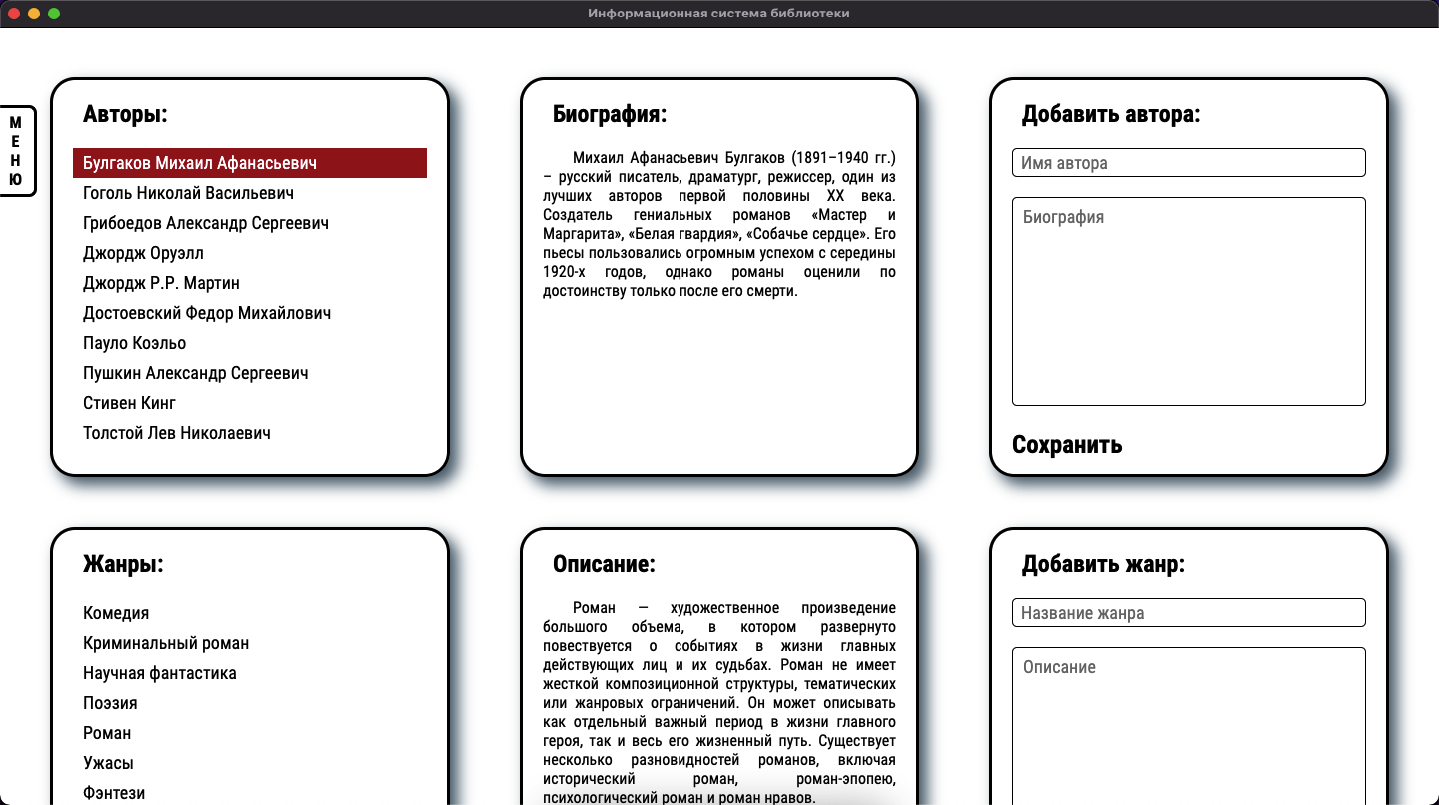 Информационная система библиотеки
М
Е
Н
Ю
Авторы:
Булгаков Михаил Афанасьевич
Гоголь Николай Васильевич
Грибоедов Александр Сергеевич
Джордж Оруэлл
Джордж Р.Р. Мартин
Достоевский Федор Михайлович
Пауло Коэльо
Пушкин Александр Сергеевич
Стивен Кинг
Толстой Лев Николаевич
Биография:
Михаил Афанасьевич Булгаков (1891–1940 гг.)
– русский писатель, драматург, режиссер, один из
лучших авторов первой половины XX века.
Создатель гениальных романов «Мастер и
Маргарита», «Белая гвардия», «Собачье сердце». Его
пьесы пользовались огромным успехом с середины
1920-х годов, однако романы оценили по
достоинству только после его смерти.
Добавить автора:
Имя автора
Биография
Сохранить
Жанры:
Комедия
Криминальный роман
Научная фантастика
Поэзия
Роман
Ужасы
Фэнтези
Описание:
Роман — художественное произведение
большого объема, в котором развернуто
повествуется о событиях в жизни главных
действующих лиц и их судьбах. Роман не имеет
жесткой композиционной структуры, тематических
или жанровых ограничений. Он может описывать
как отдельный важный период в жизни главного
героя, так и весь его жизненный путь. Существует
несколько разновидностей романов, включая
исторический роман, роман-эпопею,
психологический роман и роман нравов.
Добавить жанр:
Название жанра
Описание